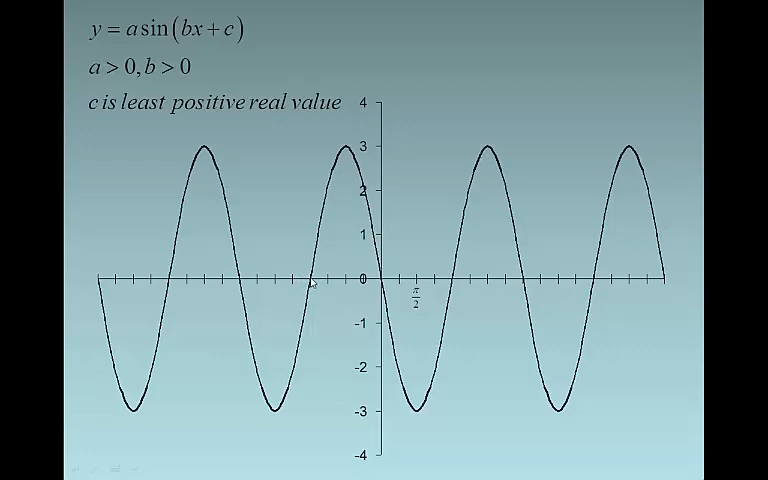 y = a sin(bx + c)
a > 0, b > 0
c is least positive real value
4
3
2
1
0
π/2
-1
-2
-3
-4